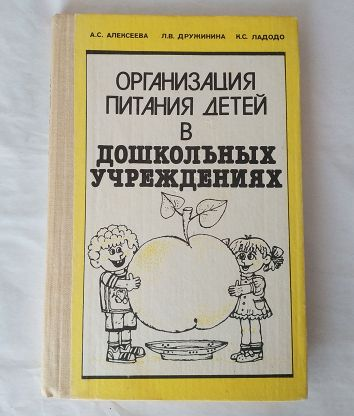 А.С. АЛЕКСЕЕВА Л.В. ДРУЖИНИНА К.С. ЛАДОДО
ОРГАНИЗАЦИЯ
ПИТАНИЯ ДЕТЕЙ
В
ДОШКОЛЬНЫХ
УЧРЕЖДЕНИЯХ